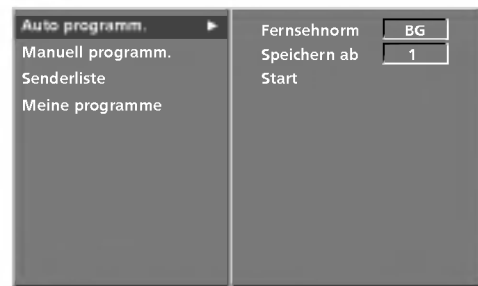 Auto programm. ►
Manuell programm.
Senderliste
Meine programme
Fernsehnorm BG
Speichern ab 1
Start